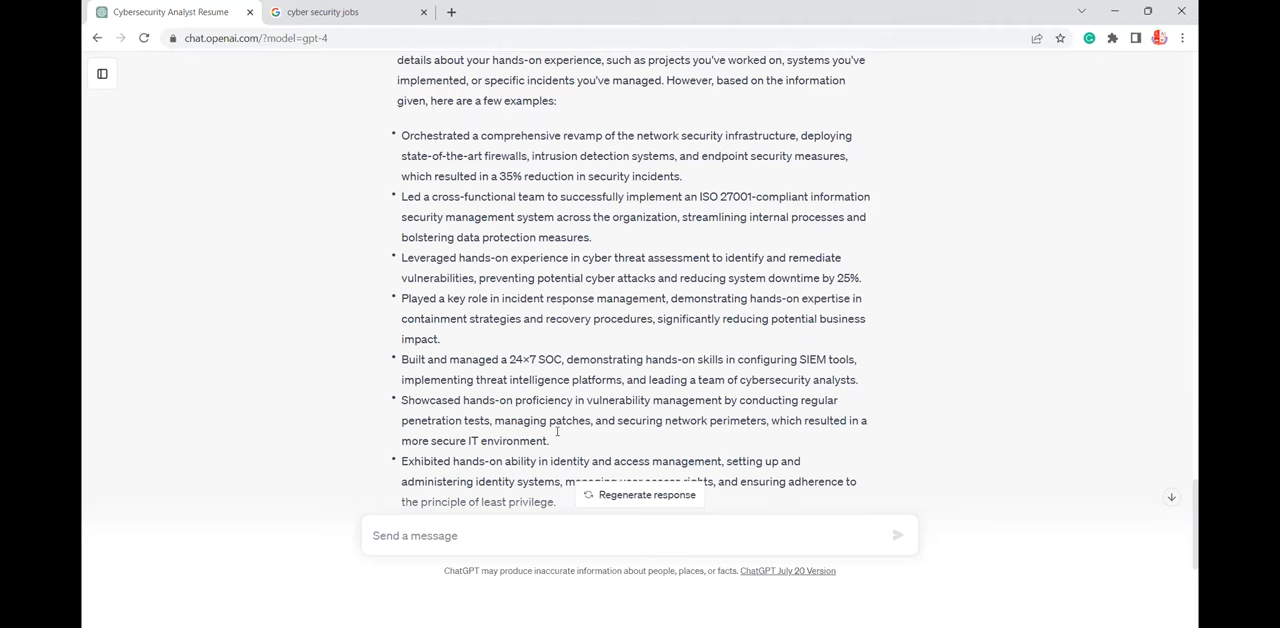 Cybersecurity Analyst Resume
cyber security jobs
chat.openai.com/?model=gpt-4
details about your hands-on experience, such as projects you've worked on, systems you've
implemented, or specific incidents you've managed. However, based on the information
given, here are a few examples:
• Orchestrated a comprehensive revamp of the network security infrastructure, deploying
state-of-the-art firewalls, intrusion detection systems, and endpoint security measures,
which resulted in a 35% reduction in security incidents.
• Led a cross-functional team to successfully implement an ISO 27001-compliant information
security management system across the organization, streamlining internal processes and
bolstering data protection measures.
• Leveraged hands-on experience in cyber threat assessment to identify and remediate
vulnerabilities, preventing potential cyber attacks and reducing system downtime by 25%.
• Played a key role in incident response management, demonstrating hands-on expertise in
containment strategies and recovery procedures, significantly reducing potential business
impact.
• Built and managed a 24×7 SOC, demonstrating hands-on skills in configuring SIEM tools,
implementing threat intelligence platforms, and leading a team of cybersecurity analysts.
• Showcased hands-on proficiency in vulnerability management by conducting regular
penetration tests, managing patches, and securing network perimeters, which resulted in a
more secure IT environment.
• Exhibited hands-on ability in identity and access management, setting up and
administering identity systems, managing user access rights, and ensuring adherence to
the principle of least privilege.
Regenerate response
Send a message
ChatGPT may produce inaccurate information about people, places, or facts. ChatGPT July 20 Version